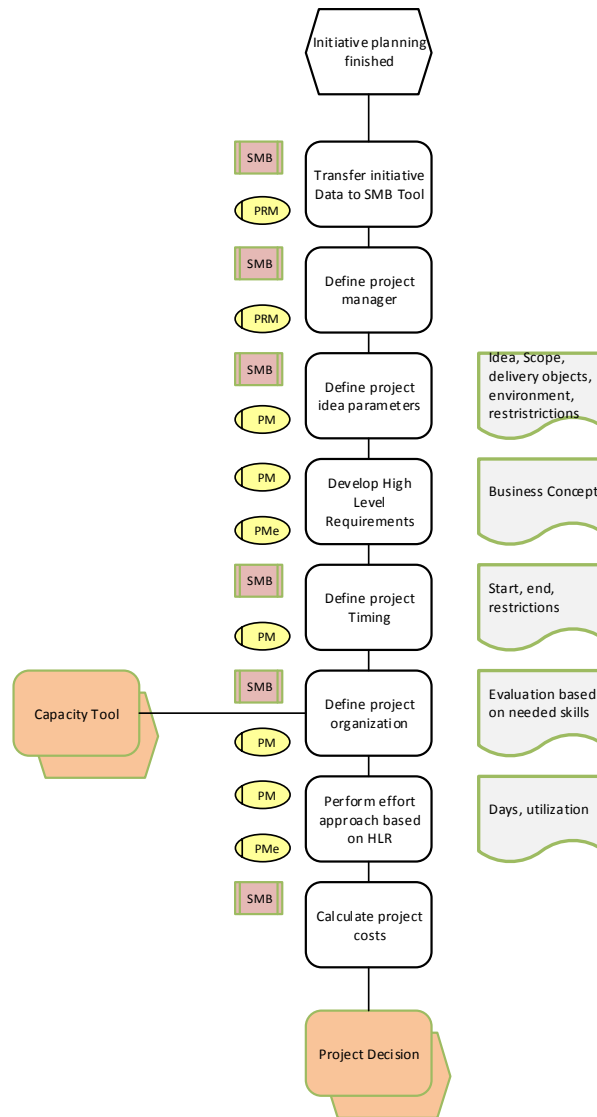 Initiative planning
finished
SMB
Transfer initiative
Data to SMB Tool
PRM
SMB
Define project
manager
PRM
SMB
Define project
idea parameters
PM
Idea, Scope,
delivery objects,
environment,
restristrictions
PM
Develop High
Level
Requirements
PMe
Business Concept
SMB
Define project
Timing
PM
Start, end,
restrictions
SMB
Capacity Tool
Define project
organization
PM
Evaluation based
on needed skills
PM
Perform effort
approach based
on HLR
PMe
Days, utilization
SMB
Calculate project
costs
Project Decision